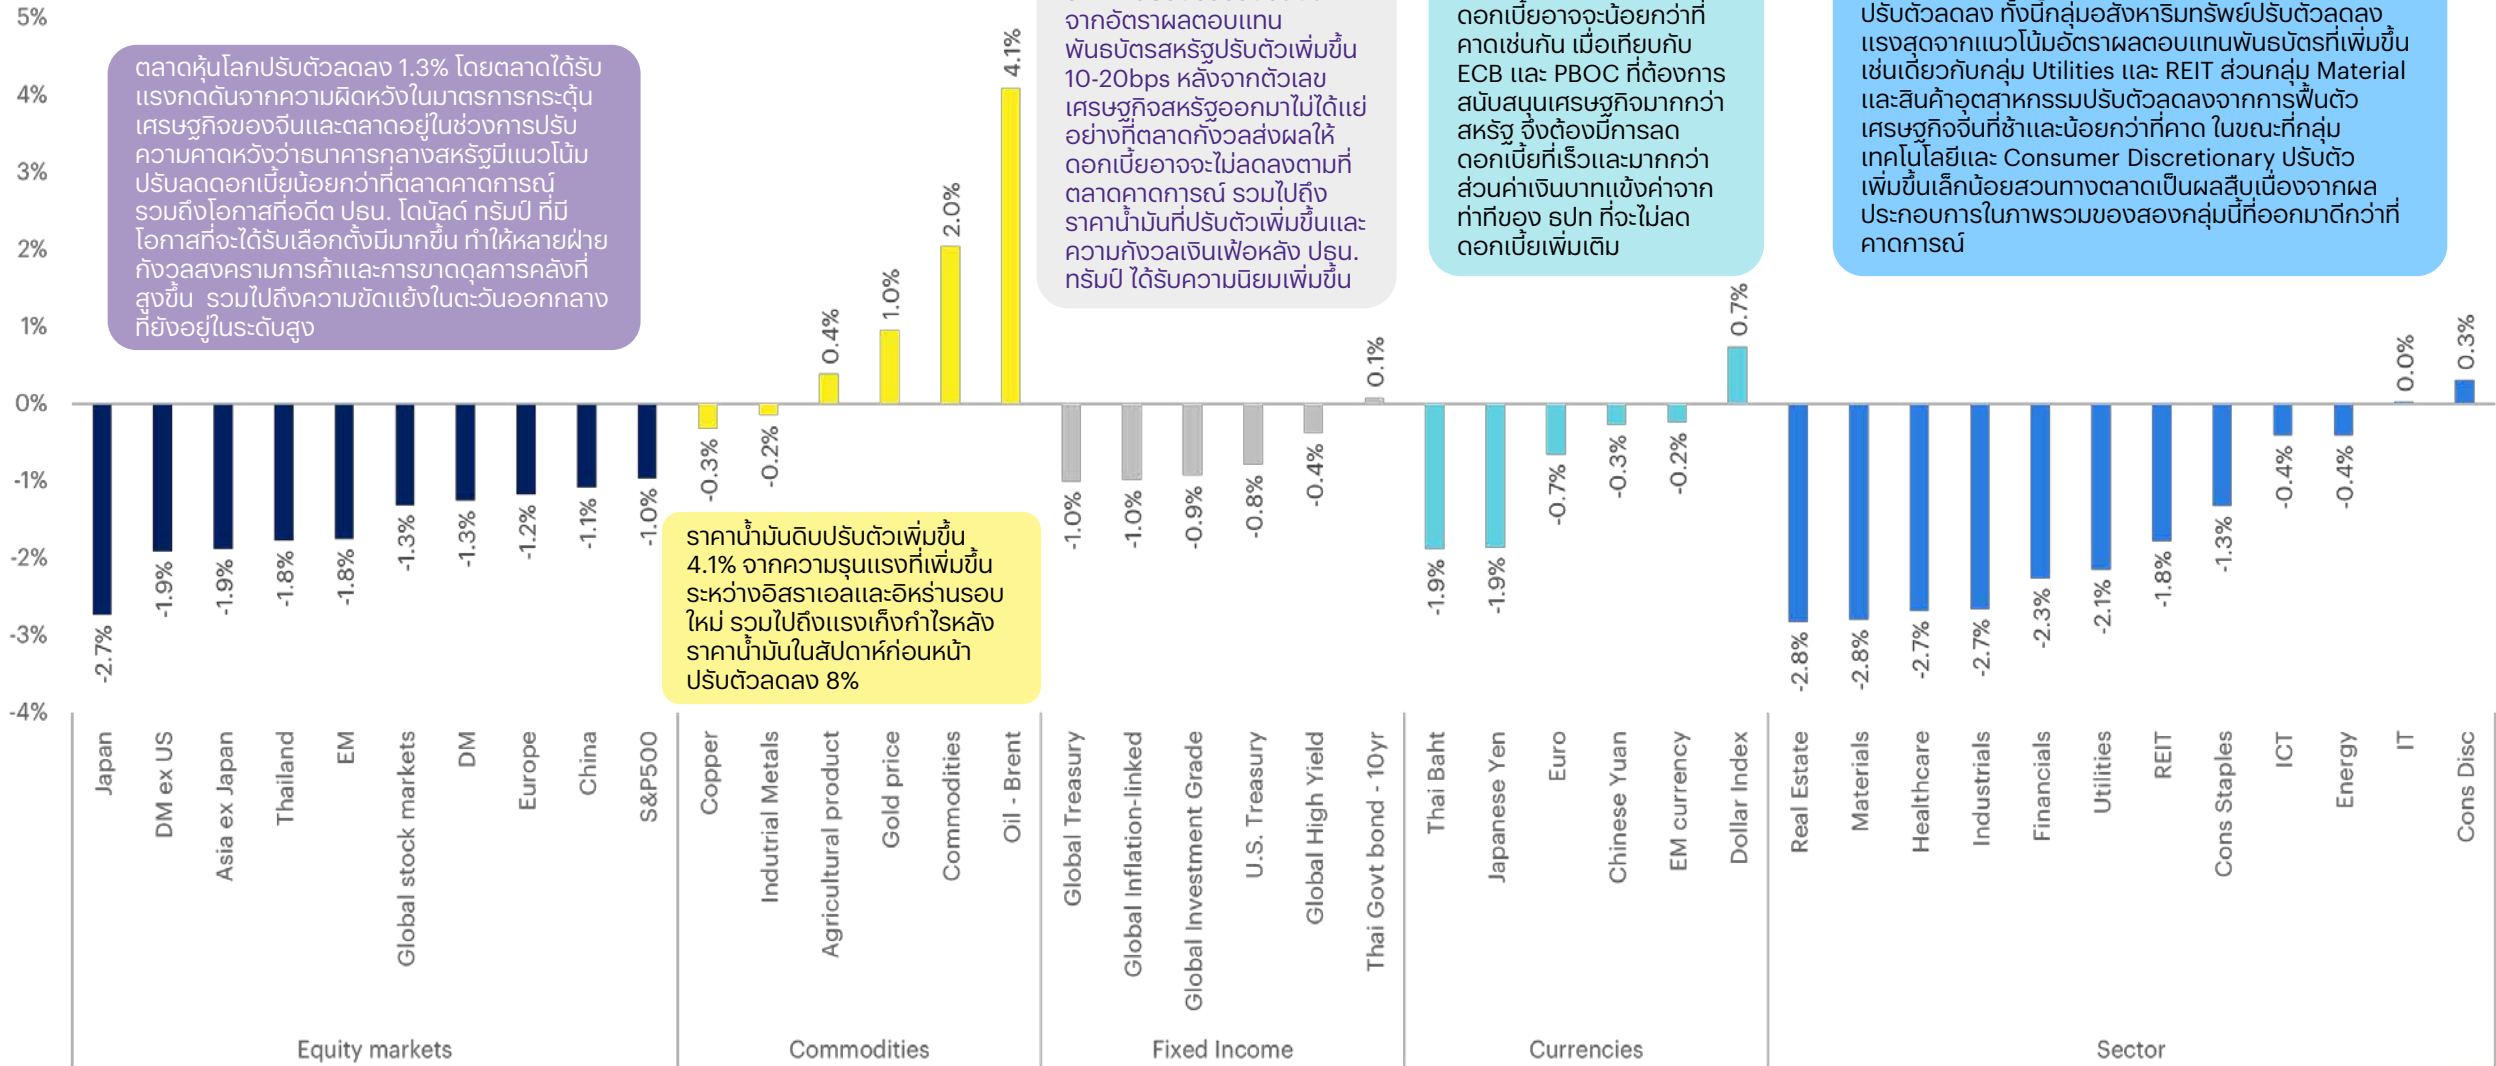 5%
4%
3%
2%
1%
0%
-1%
-2%
-3%
-4%
ตลาดหุ้นโลกปรับตัวลดลง 1.3% โดยตลาดได้รับ
แรงกดดันจากความผิดหวังในมาตรการกระตุ้น
เศรษฐกิจของจีนและตลาดอยู่ในช่วงการปรับ
ความคาดหวังว่าธนาคารกลางสหรัฐมีแนวโน้ม
ปรับลดดอกเบี้ยน้อยกว่าที่ตลาดคาดการณ์
รวมถึงโอกาสที่อดีต ปธน. โดนัลด์ ทรัมป์ ที่มี
โอกาสที่จะได้รับเลือกตั้งมีมากขึ้น ทำให้หลายฝ่าย
กังวลสงครามการค้าและการขาดดุลการคลังที่
สูงขึ้น รวมไปถึงความขัดแย้งในตะวันออกกลาง
ที่ยังอยู่ในระดับสูง
จากอัตราผลตอบแทน
พันธบัตรสหรัฐปรับตัวเพิ่มขึ้น
10-20bps หลังจากตัวเลข
เศรษฐกิจสหรัฐออกมาไม่ได้แย่
อย่างที่ตลาดกังวลส่งผลให้
ดอกเบี้ยอาจจะไม่ลดลงตามที่
ตลาดคาดการณ์ รวมไปถึง
ราคาน้ำมันที่ปรับตัวเพิ่มขึ้นและ
ความกังวลเงินเฟ้อหลัง ปธน.
ทรัมป์ ได้รับความนิยมเพิ่มขึ้น
ดอกเบี้ยอาจจะน้อยกว่าที่
คาดเช่นกัน เมื่อเทียบกับ
ECB และ PBOC ที่ต้องการ
สนับสนุนเศรษฐกิจมากกว่า
สหรัฐ จึงต้องมีการลด
ดอกเบี้ยที่เร็วและมากกว่า
ส่วนค่าเงินบาทแข้งค่าจาก
ท่าทีของ ธปท ที่จะไม่ลด
ดอกเบี้ยเพิ่มเติม
ปรับตัวลดลง ทั้งนี้กลุ่มอสังหาริมทรัพย์ปรับตัวลดลง
แรงสุดจากแนวโน้มอัตราผลตอบแทนพันธบัตรที่เพิ่มขึ้น
เช่นเดียวกับกลุ่ม Utilities และ REIT ส่วนกลุ่ม Material
และสินค้าอุตสาหกรรมปรับตัวลดลงจากการฟื้นตัว
เศรษฐกิจจีนที่ช้าและน้อยกว่าที่คาด ในขณะที่กลุ่ม
เทคโนโลยีและ Consumer Discretionary ปรับตัว
เพิ่มขึ้นเล็กน้อยสวนทางตลาดเป็นผลสืบเนื่องจากผล
ประกอบการในภาพรวมของสองกลุ่มนี้ที่ออกมาดีกว่าที่
คาดการณ์
ราคาน้ำมันดิบปรับตัวเพิ่มขึ้น
4.1% จากความรุนแรงที่เพิ่มขึ้น
ระหว่างอิสราเอลและอิหร่านรอบ
ใหม่ รวมไปถึงแรงเก็งกำไรหลัง
ราคาน้ำมันในสัปดาห์ก่อนหน้า
ปรับตัวลดลง 8%
-2.7%
-1.9%
-1.9%
-1.8%
-1.8%
-1.3%
-1.3%
-1.2%
-1.1%
-1.0%
-0.3%
-0.2%
0.4%
1.0%
2.0%
4.1%
-1.0%
-1.0%
-0.9%
-0.8%
-0.4%
0.1%
-1.9%
-1.9%
-0.7%
-0.3%
-0.2%
0.7%
-2.8%
-2.8%
-2.7%
-2.7%
-2.3%
-2.1%
-1.8%
-1.3%
-0.4%
-0.4%
0.0%
0.3%
Japan
DM ex US
Asia ex Japan
Thailand
EM
Global stock markets
DM
Europe
China
S&P500
Copper
Indutrial Metals
Agricultural product
Gold price
Commodities
Oil - Brent
Global Treasury
Global Inflation-linked
Global Investment Grade
U.S. Treasury
Global High Yield
Thai Govt bond - 10yr
Thai Baht
Japanese Yen
Euro
Chinese Yuan
EM currency
Dollar Index
Real Estate
Materials
Healthcare
Industrials
Financials
Utilities
REIT
Cons Staples
ICT
Energy
IT
Cons Disc
Equity markets
Commodities
Fixed Income
Currencies
Sector